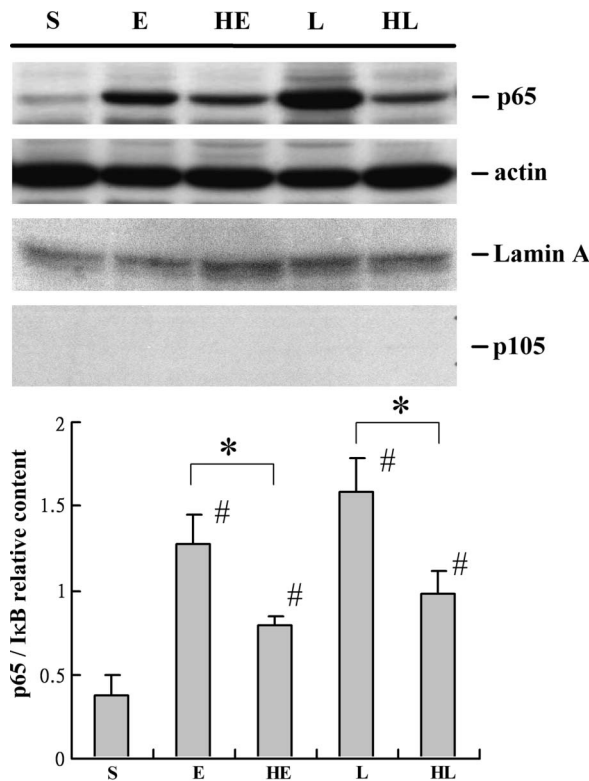 S E HE L HL
– p65
– actin
– Lamin A
– p105
p65 / IκB relative content
2
1.5
1
0.5
0
*
*
#
#
#
#
S E HE L HL